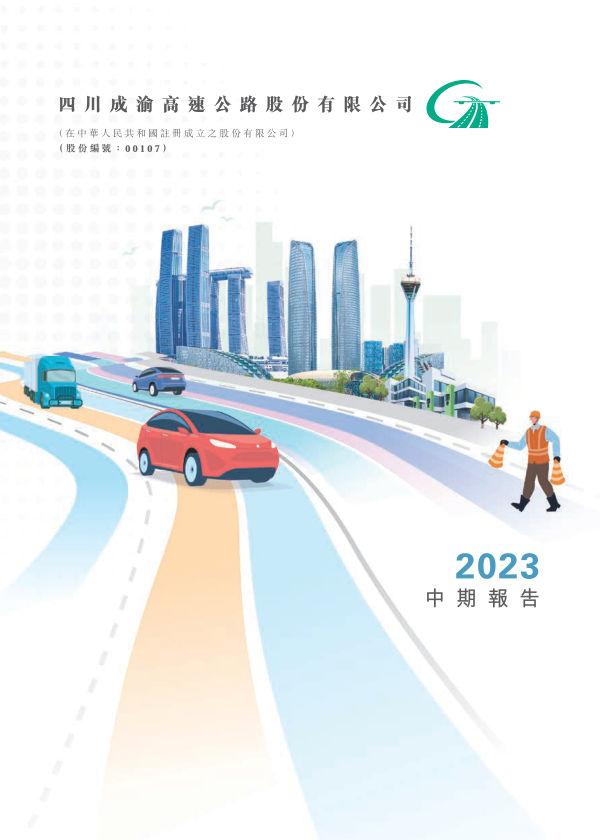 四川成渝高速公路股份有限公司
(在中華人民共和國註冊成立之股份有限公司)
(股份編號：00107)
2023
中期報告